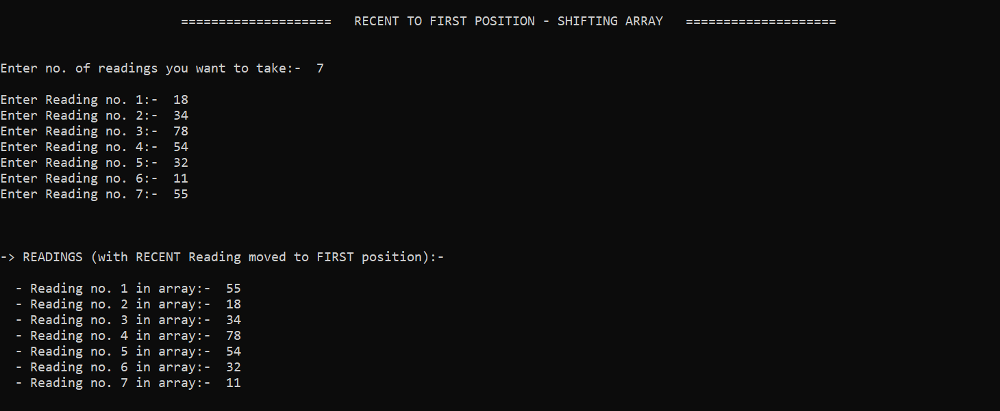 ====================   RECENT TO FIRST POSITION - SHIFTING ARRAY   ====================
Enter no. of readings you want to take:-  7
Enter Reading no. 1:-  18
Enter Reading no. 2:-  34
Enter Reading no. 3:-  78
Enter Reading no. 4:-  54
Enter Reading no. 5:-  32
Enter Reading no. 6:-  11
Enter Reading no. 7:-  55
-> READINGS (with RECENT Reading moved to FIRST position):-
- Reading no. 1 in array:-  55
- Reading no. 2 in array:-  18
- Reading no. 3 in array:-  34
- Reading no. 4 in array:-  78
- Reading no. 5 in array:-  54
- Reading no. 6 in array:-  32
- Reading no. 7 in array:-  11